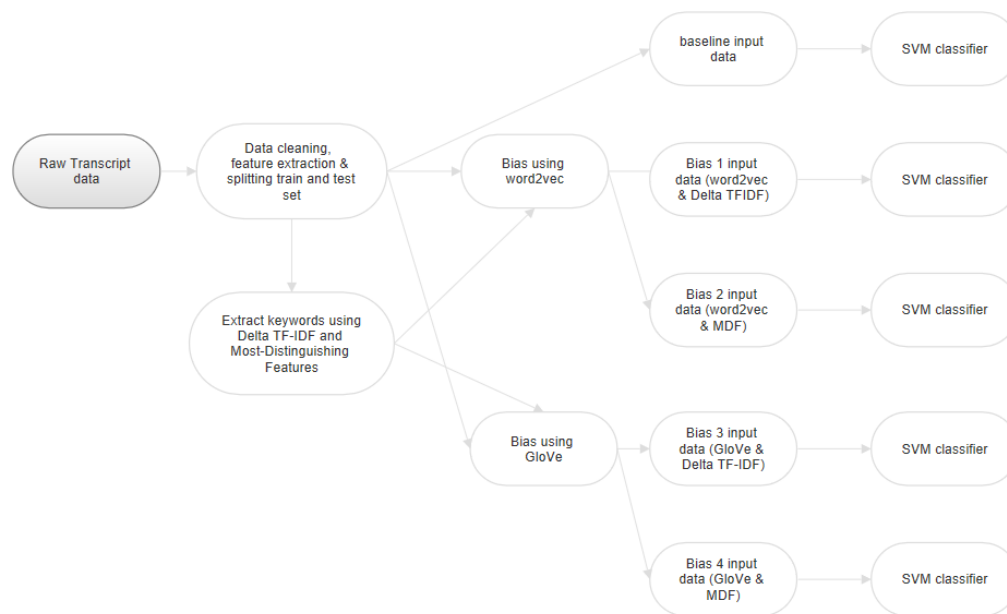 Raw Transcript
data
Data cleaning,
feature extraction &
splitting train and test
set
Extract keywords using
Delta TF-IDF and
Most-Distinguishing
Features
Bias using
word2vec
Bias using
GloVe
baseline input
data
SVM classifier
Bias 1 input
data (word2vec
& Delta TFIDF)
SVM classifier
Bias 2 input
data (word2vec
& MDF)
SVM classifier
Bias 3 input
data (GloVe &
Delta TF-IDF)
SVM classifier
Bias 4 input
data (GloVe &
MDF)
SVM classifier